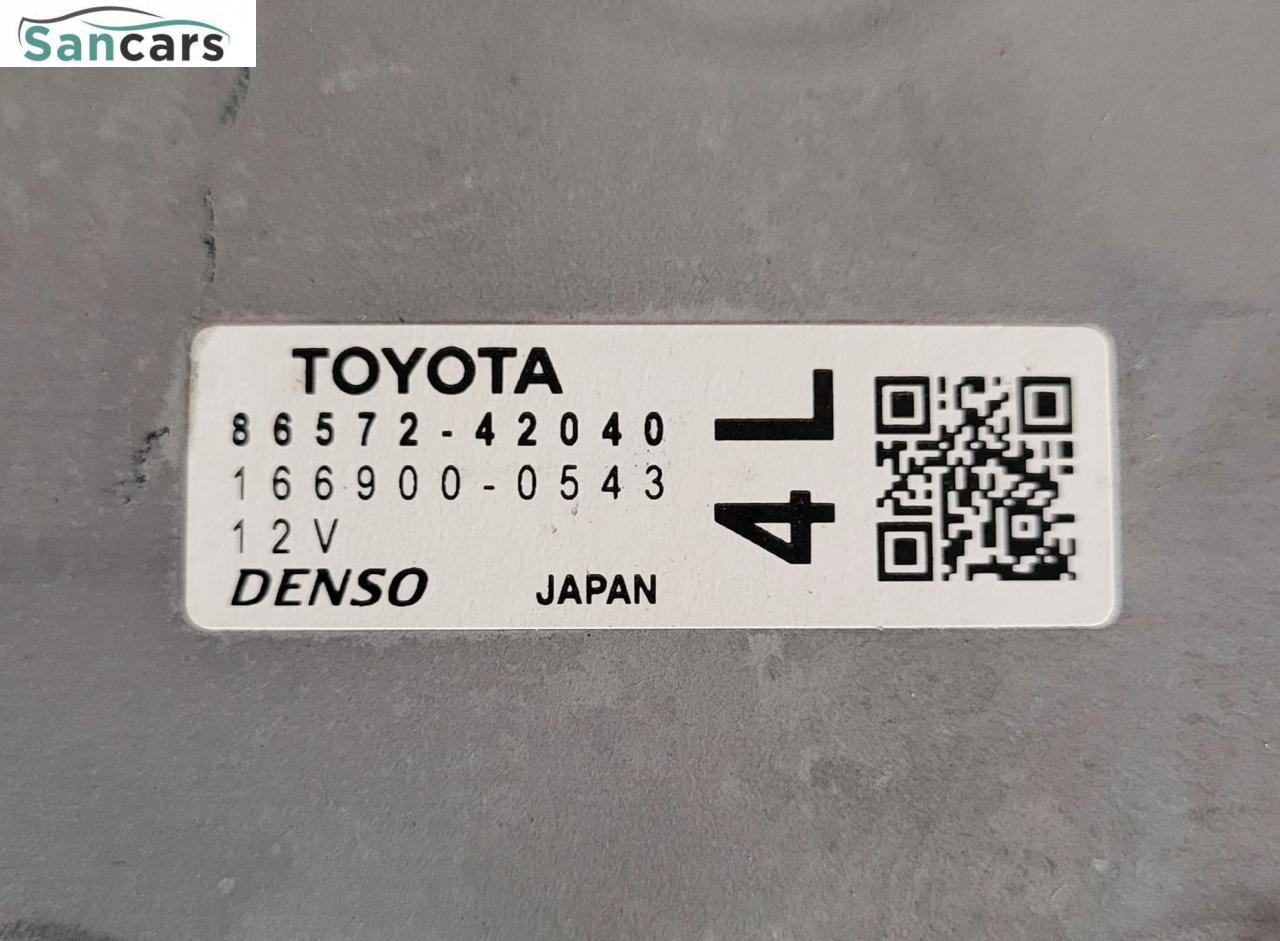 Sancars
TOYOTA
86572-42040
166900-0543
12V
DENSO JAPAN
4L